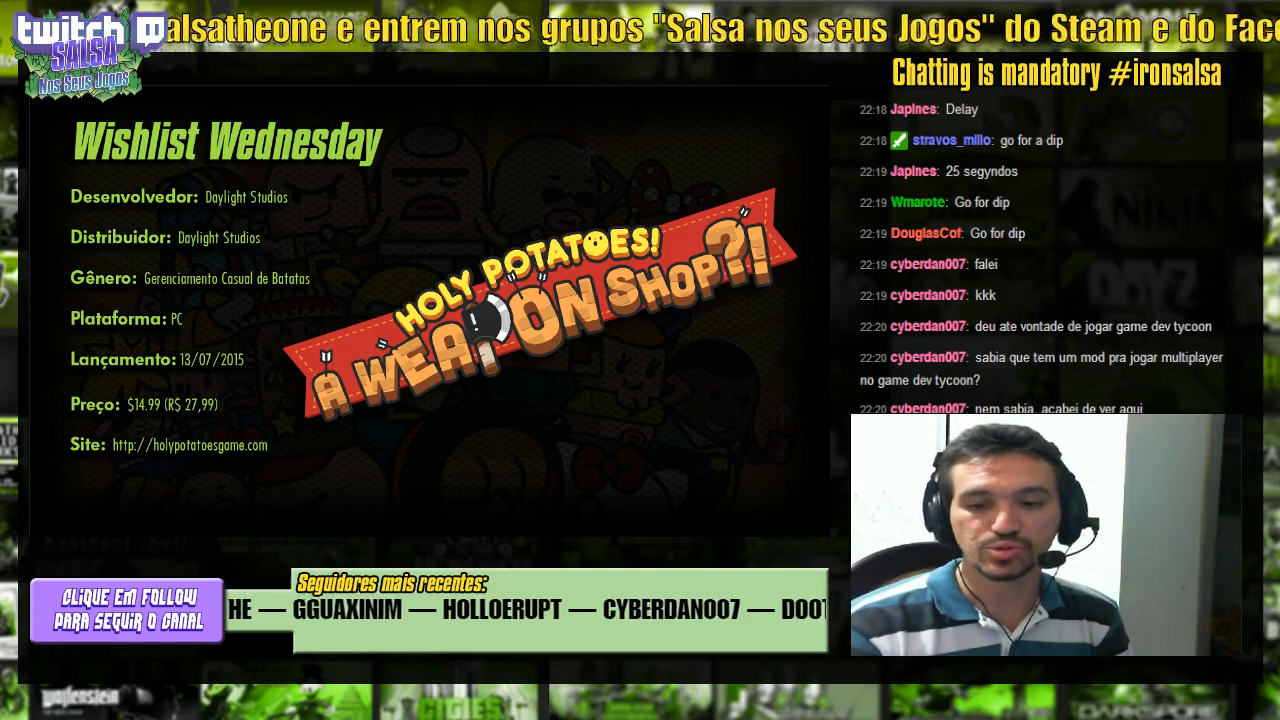 alsatheone e entrem nos grupos "Salsa nos seus Jogos" do Steam e do Face
twitch
SALSA
Nos Seus Jogos
Chatting is mandatory #ironsalsa
Wishlist Wednesday
Desenvolvedor: Daylight Studios
Distribuidor: Daylight Studios
Gênero: Gerenciamento Casual de Batatas
Plataforma: PC
Lançamento: 13/07/2015
Preço: $14.99 (R$ 27,99)
Site: http://holypotatoesgame.com
HOLY POTATOES!
A WEAPON SHOP?!
22:18 Japines: Delay
22:18 stravos_millo: go for a dip
22:19 Japines: 25 segyndos
22:19 Wmarote: Go for dip
22:19 DouglasCof: Go for dip
22:19 cyberdan007: falei
22:19 cyberdan007: kkk
22:20 cyberdan007: deu ate vontade de jogar game dev tycoon
22:20 cyberdan007: sabia que tem um mod pra jogar multiplayer
no game dev tycoon?
22:20 cyberdan007: nem sabia, acabei de ver aqui
CLIQUE EM FOLLOW
PARA SEGUIR O CANAL
Seguidores mais recentes:
HE — GGUAXINIM — HOLLOERUPT — CYBERDAN007 — DOOT
Wolfenstein
CITIES
DARKSPORE